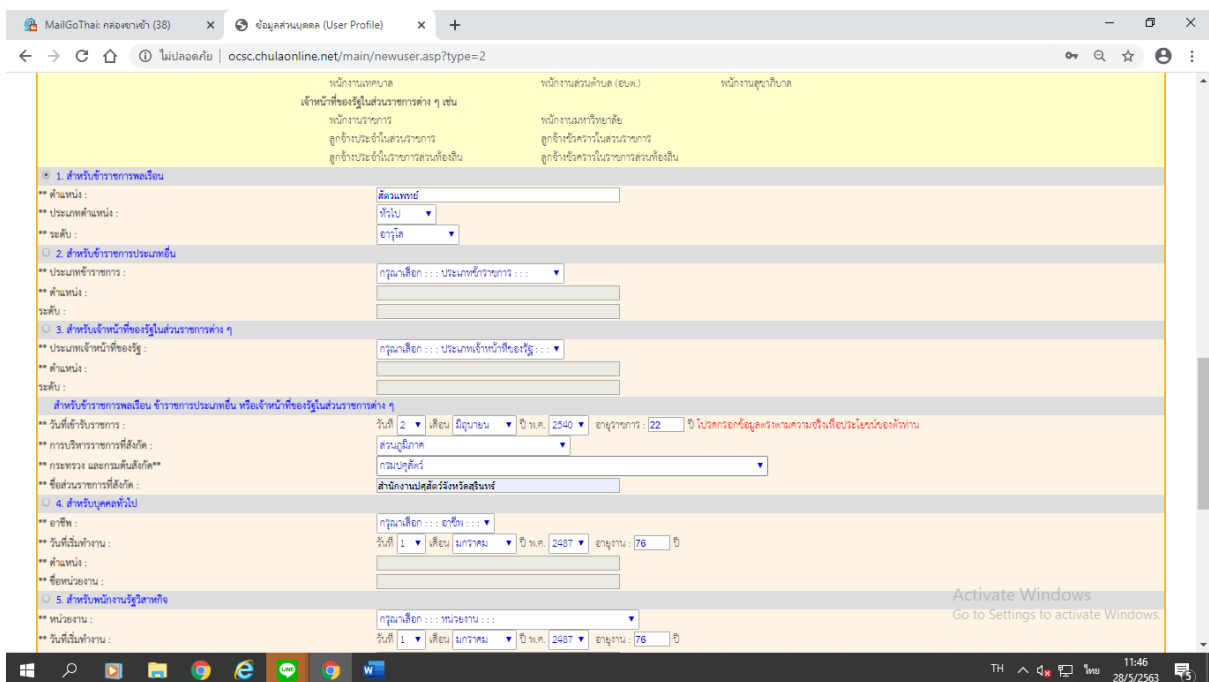 MailGoThai: กล่องขาเข้า (38) ข้อมูลส่วนบุคคล (User Profile)
ไม่ปลอดภัย | ocsc.chulaonline.net/main/newuser.asp?type=2
พนักงานเทศบาล พนักงานส่วนตำบล (อบต.) พนักงานสุขาภิบาล
เจ้าหน้าที่ของรัฐในส่วนราชการต่าง ๆ เช่น
พนักงานราชการ พนักงานมหาวิทยาลัย
ลูกจ้างประจำในส่วนราชการ ลูกจ้างชั่วคราวในส่วนราชการ
ลูกจ้างประจำในราชการส่วนท้องถิ่น ลูกจ้างชั่วคราวในราชการส่วนท้องถิ่น
1. สำหรับข้าราชการพลเรือน
** ตำแหน่ง : สัตวแพทย์
** ประเภทตำแหน่ง : ทั่วไป
** ระดับ : อาวุโส
2. สำหรับข้าราชการประเภทอื่น
** ประเภทข้าราชการ : กรุณาเลือก : : : ประเภทข้าราชการ : : :
** ตำแหน่ง :
ระดับ :
3. สำหรับเจ้าหน้าที่ของรัฐในส่วนราชการต่าง ๆ
** ประเภทเจ้าหน้าที่ของรัฐ : กรุณาเลือก : : : ประเภทเจ้าหน้าที่ของรัฐ : : :
** ตำแหน่ง :
ระดับ :
สำหรับข้าราชการพลเรือน ข้าราชการประเภทอื่น หรือเจ้าหน้าที่ของรัฐในส่วนราชการต่าง ๆ
** วันที่เข้ารับราชการ : วันที่ 2 เดือน มิถุนายน ปี พ.ศ. 2540 อายุราชการ : 22 ปี โปรดกรอกข้อมูลตรงตามความจริงเพื่อประโยชน์ของตัวท่าน
** การบริหารราชการที่สังกัด : ส่วนภูมิภาค
** กระทรวง และกรมต้นสังกัด** กรมปศุสัตว์
** ชื่อส่วนราชการที่สังกัด : สำนักงานปศุสัตว์จังหวัดสุรินทร์
4. สำหรับบุคคลทั่วไป
** อาชีพ : กรุณาเลือก : : : อาชีพ : : :
** วันที่เริ่มทำงาน : วันที่ 1 เดือน มกราคม ปี พ.ศ. 2487 อายุงาน : 76 ปี
** ตำแหน่ง :
** ชื่อหน่วยงาน :
5. สำหรับพนักงานรัฐวิสาหกิจ
** หน่วยงาน : กรุณาเลือก : : : หน่วยงาน : : :
** วันที่เริ่มทำงาน : วันที่ 1 เดือน มกราคม ปี พ.ศ. 2487 อายุงาน : 76 ปี
Activate Windows
Go to Settings to activate Windows.
TH ไทย 11:46
28/5/2563